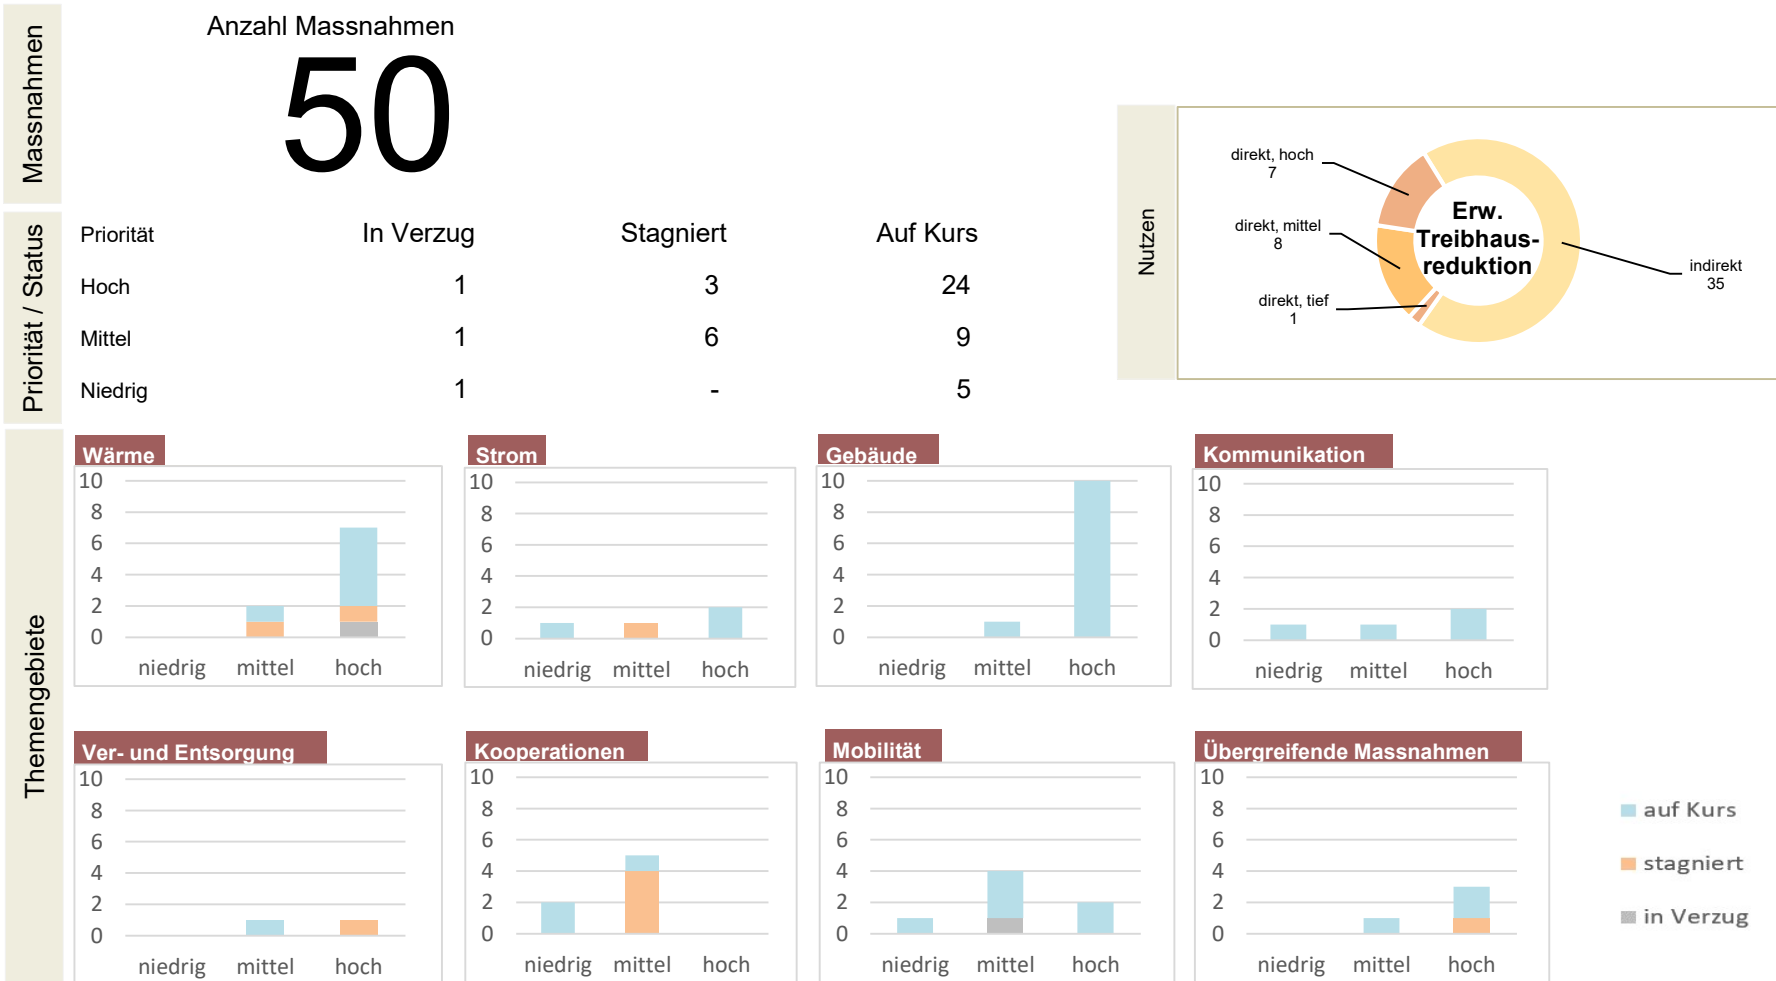 Massnahmen
Anzahl Massnahmen
50
Nutzen
direkt, hoch
7
direkt, mittel
8
direkt, tief
1
indirekt
35
Erw.
Treibhaus-
reduktion
Priorität / Status
Priorität In Verzug Stagniert Auf Kurs
Hoch 1 3 24
Mittel 1 6 9
Niedrig 1 - 5
Themengebiete
Wärme
10
8
6
4
2
0
niedrig mittel hoch
Strom
10
8
6
4
2
0
niedrig mittel hoch
Gebäude
10
8
6
4
2
0
niedrig mittel hoch
Kommunikation
10
8
6
4
2
0
niedrig mittel hoch
Ver- und Entsorgung
10
8
6
4
2
0
niedrig mittel hoch
Kooperationen
10
8
6
4
2
0
niedrig mittel hoch
Mobilität
10
8
6
4
2
0
niedrig mittel hoch
Übergreifende Massnahmen
10
8
6
4
2
0
niedrig mittel hoch
auf Kurs
stagniert
in Verzug